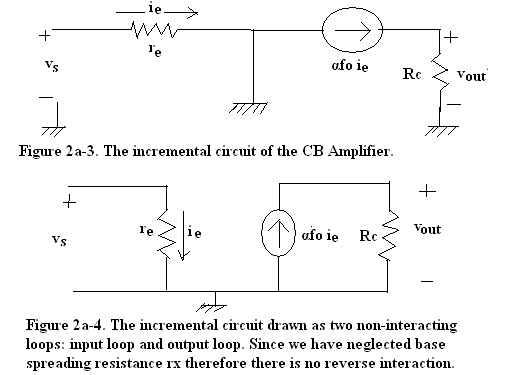 ie
+ +
re
vs αfo ie Rc vout
— —
Figure 2a-3. The incremental circuit of the CB Amplifier.
+ +
re ie αfo ie Rc vout
vs
—
Figure 2a-4. The incremental circuit drawn as two non-interacting
loops: input loop and output loop. Since we have neglected base
spreading resistance rx therefore there is no reverse interaction.